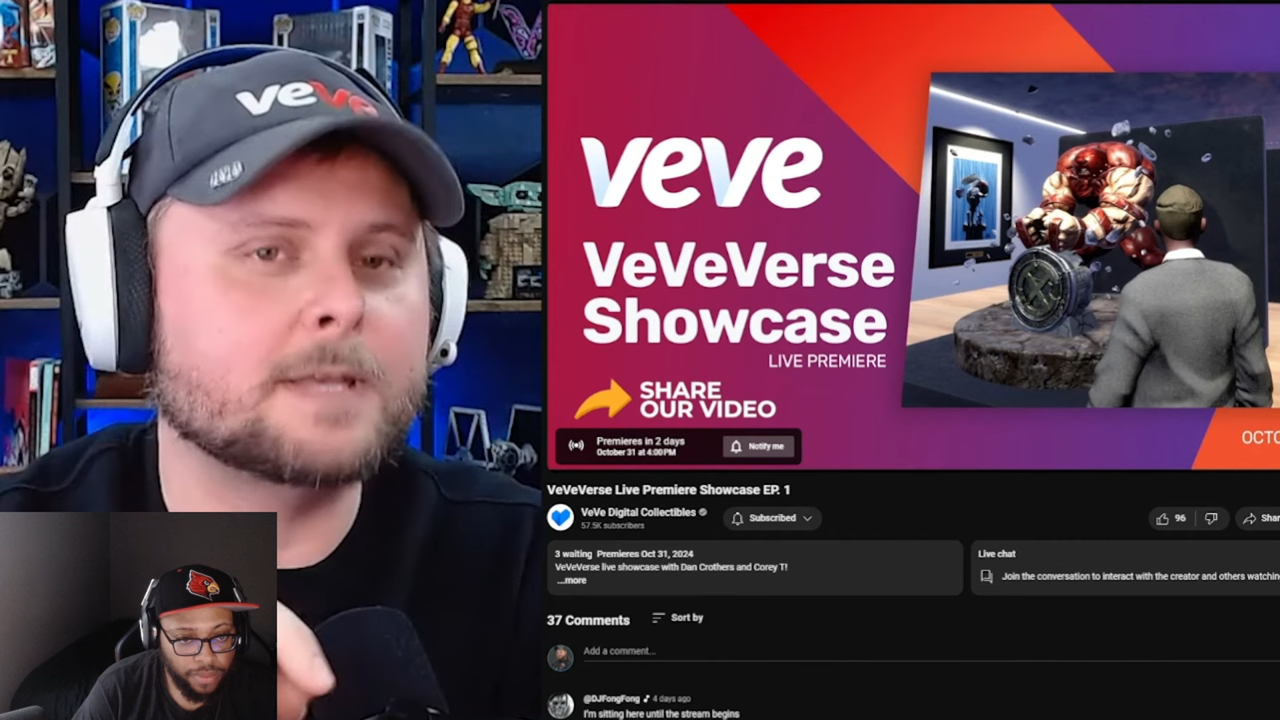 veve
veve
VeVeVerse
Showcase
LIVE PREMIERE
SHARE
OUR VIDEO
Premieres in 2 days
October 31 at 4:00PM
Notify me
VeVeVerse Live Premiere Showcase EP. 1
VeVe Digital Collectibles
57.5K subscribers
Subscribed
96
3 waiting Premieres Oct 31, 2024
VeVeVerse live showcase with Dan Crothers and Corey T!
...more
Live chat
Join the conversation to interact with the creator and others watching
37 Comments
Sort by
Add a comment...
@DJFongFong 4 days ago
I'm sitting here until the stream begins